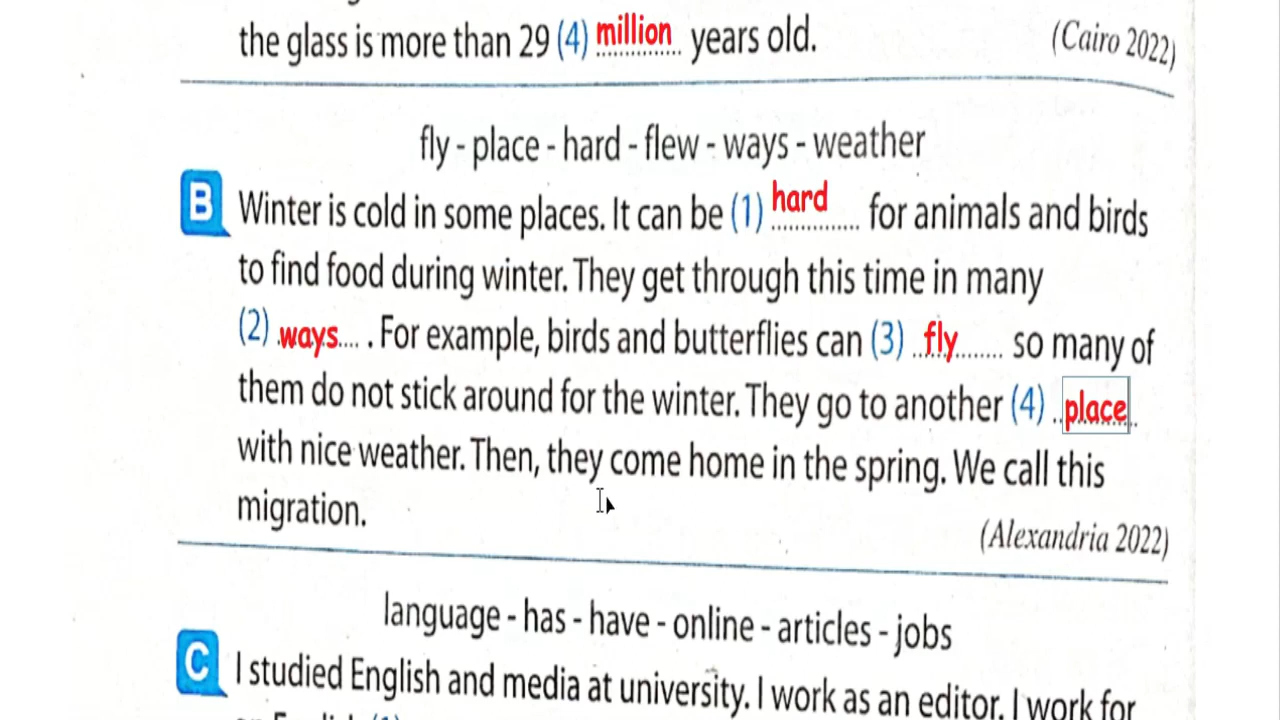 the glass is more than 29 (4) million years old.
(Cairo 2022)
fly - place - hard - flew - ways - weather
B Winter is cold in some places. It can be (1) hard for animals and birds
to find food during winter. They get through this time in many
(2) ways . For example, birds and butterflies can (3) fly so many of
them do not stick around for the winter. They go to another (4) place
with nice weather. Then, they come home in the spring. We call this
migration.
(Alexandria 2022)
language - has - have - online - articles - jobs
C I studied English and media at university. I work as an editor. I work for